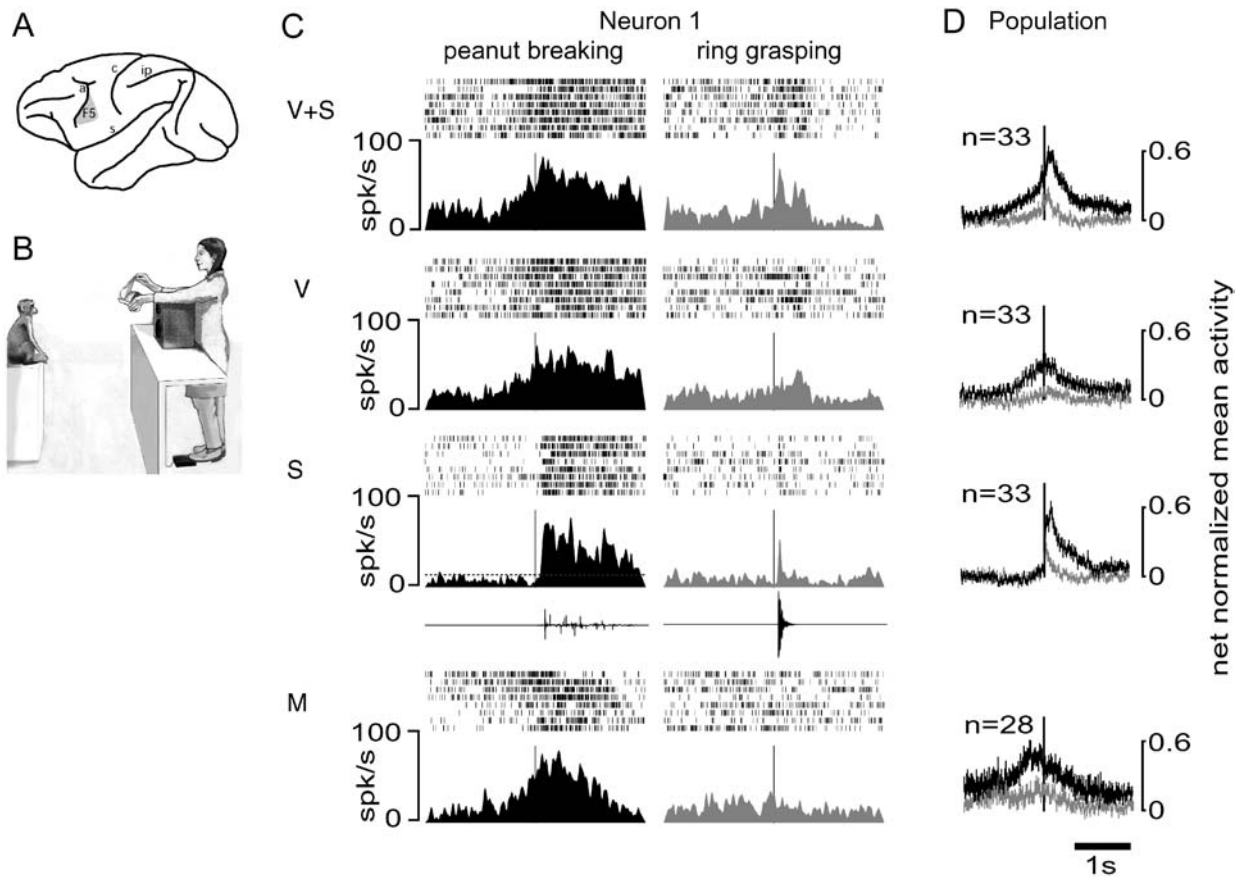 A
c
ip
a
F5
s
B
C
Neuron 1
peanut breaking
ring grasping
V+S
100
spk/s
0
V
100
spk/s
0
S
100
spk/s
0
M
100
spk/s
0
D
Population
n=33
0.6
0
n=33
0.6
0
n=33
0.6
0
n=28
0.6
0
1s
net normalized mean activity